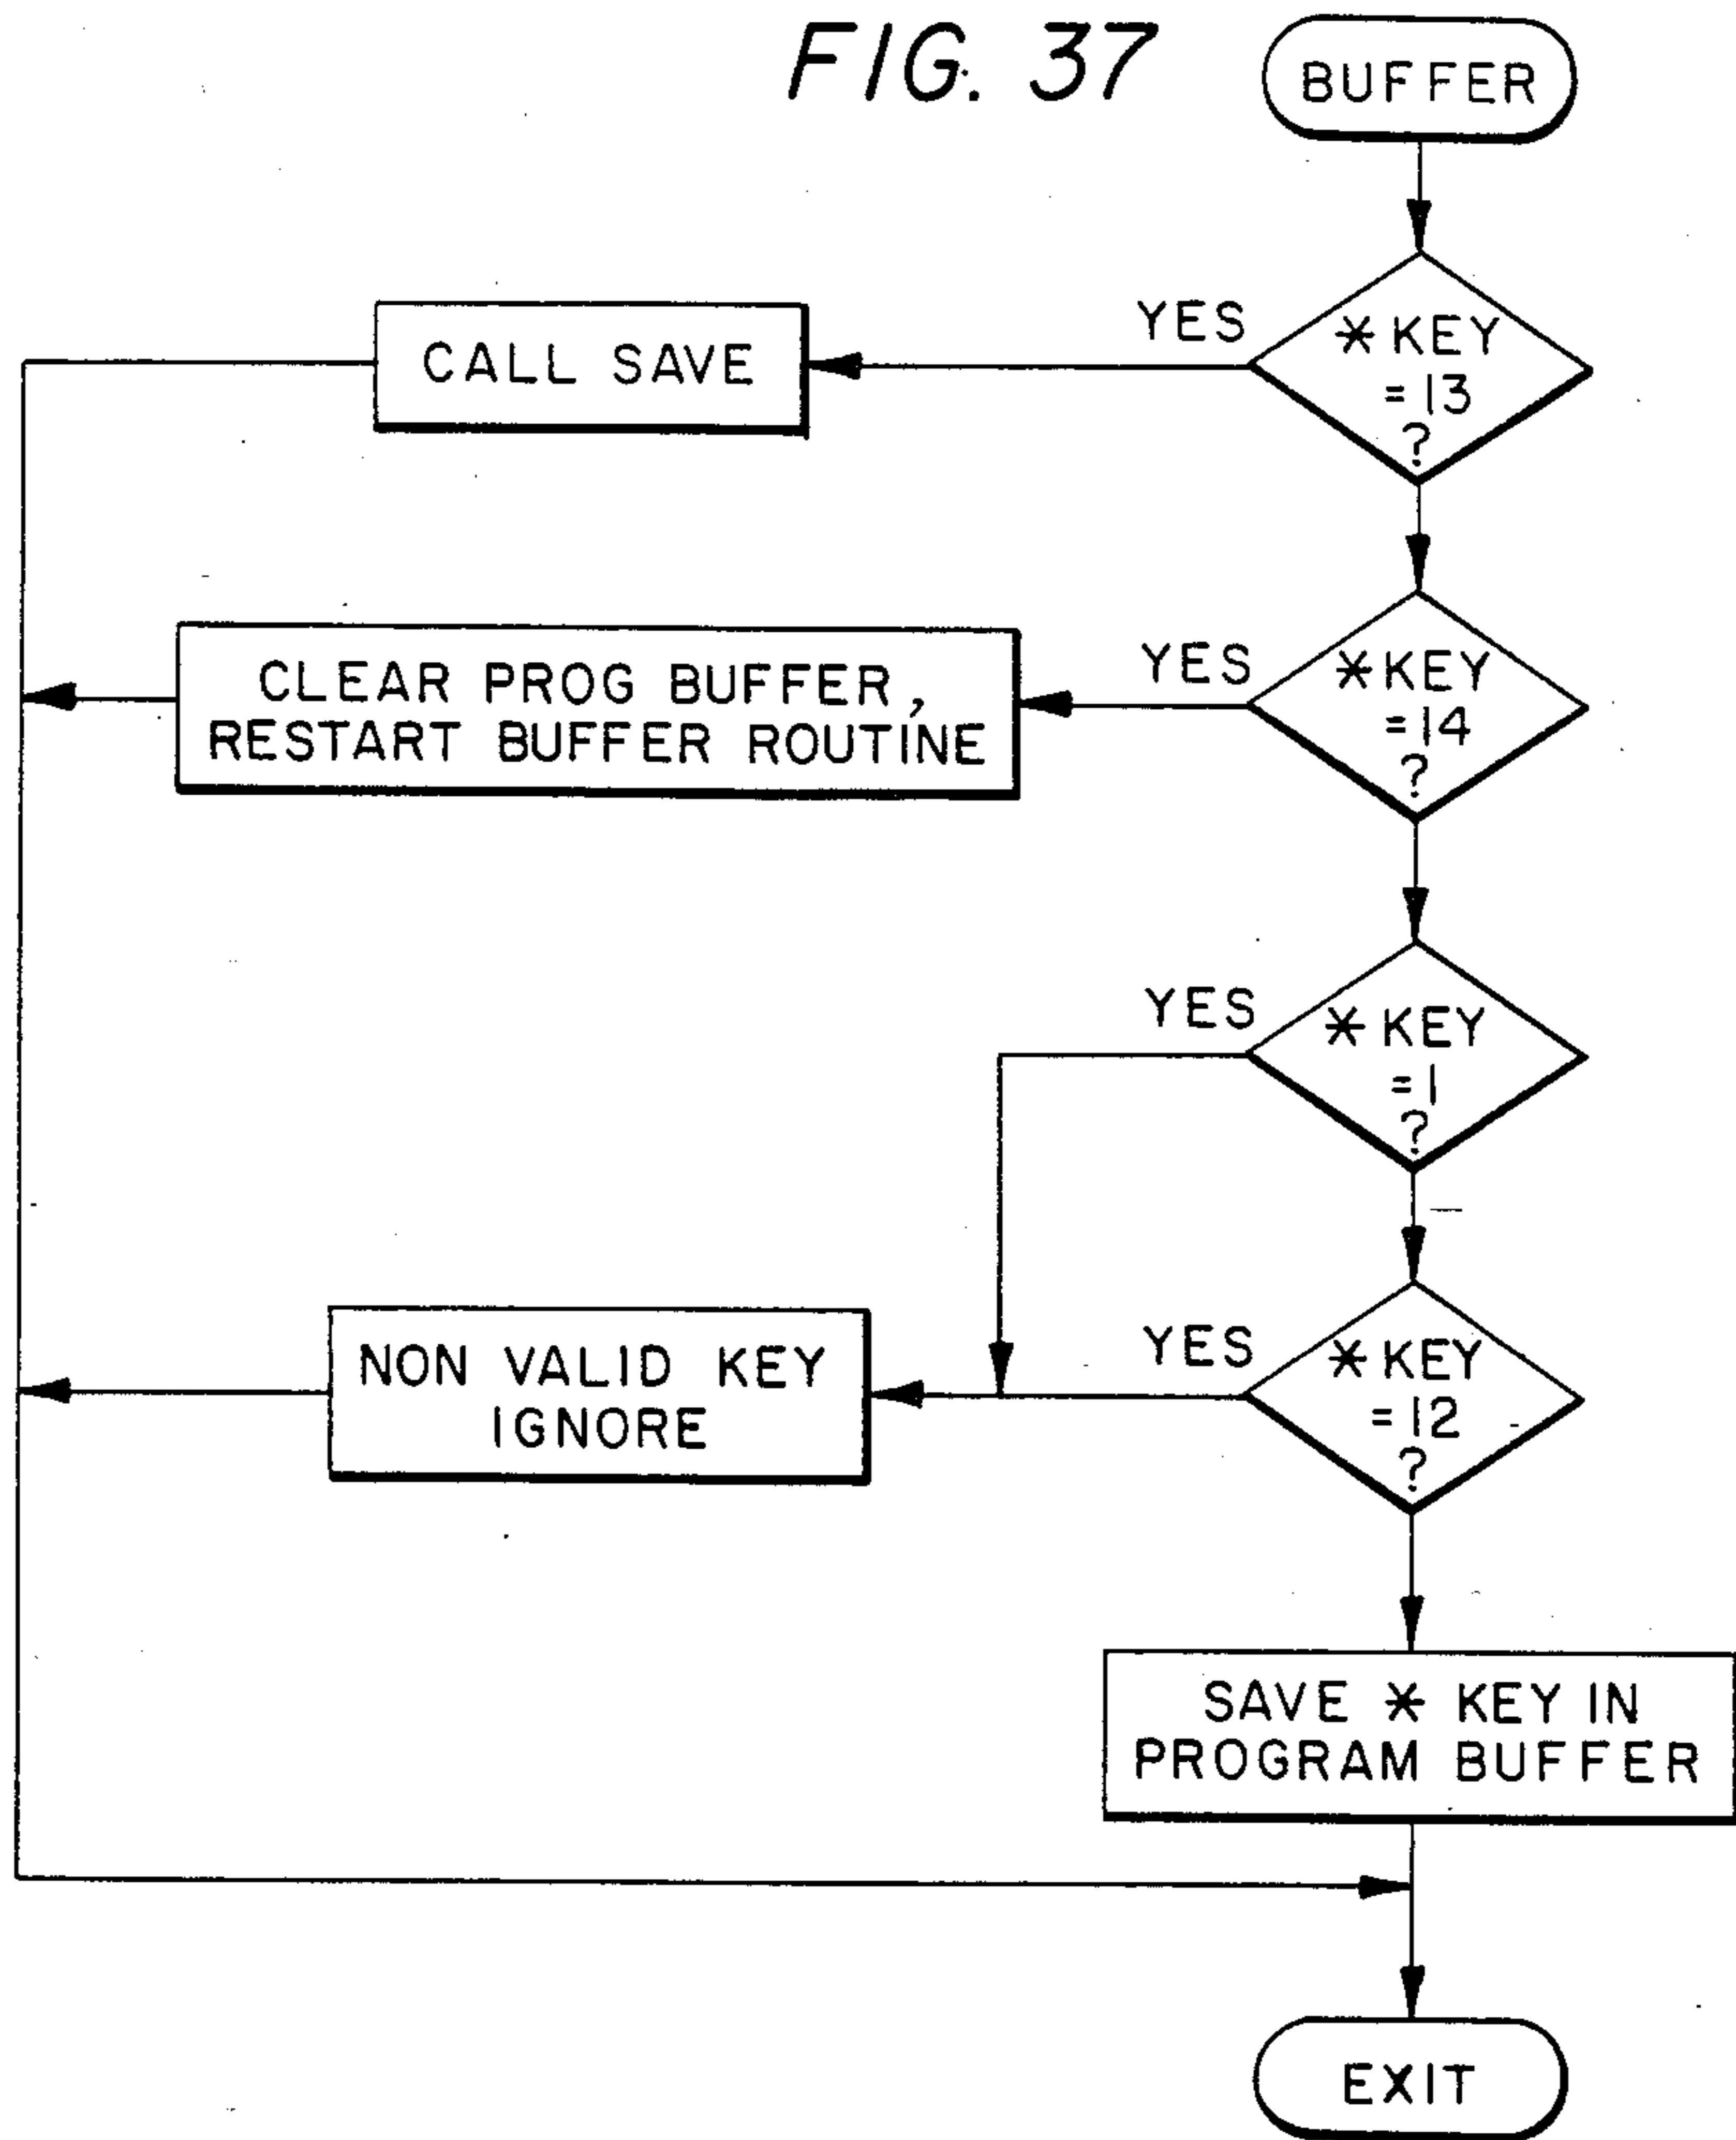 FIG. 37
BUFFER
YES
* KEY
= 13
?
CALL SAVE
YES
* KEY
= 14
?
CLEAR PROG BUFFER,
RESTART BUFFER ROUTINE
YES
* KEY
= 1
?
YES
* KEY
= 12
?
NON VALID KEY
IGNORE
SAVE * KEY IN
PROGRAM BUFFER
EXIT